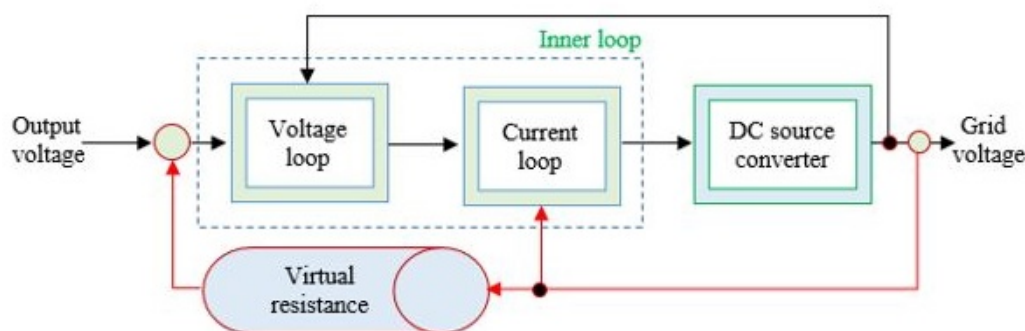 Inner loop
Output
voltage
Voltage
loop
Current
loop
DC source
converter
Grid
voltage
Virtual
resistance